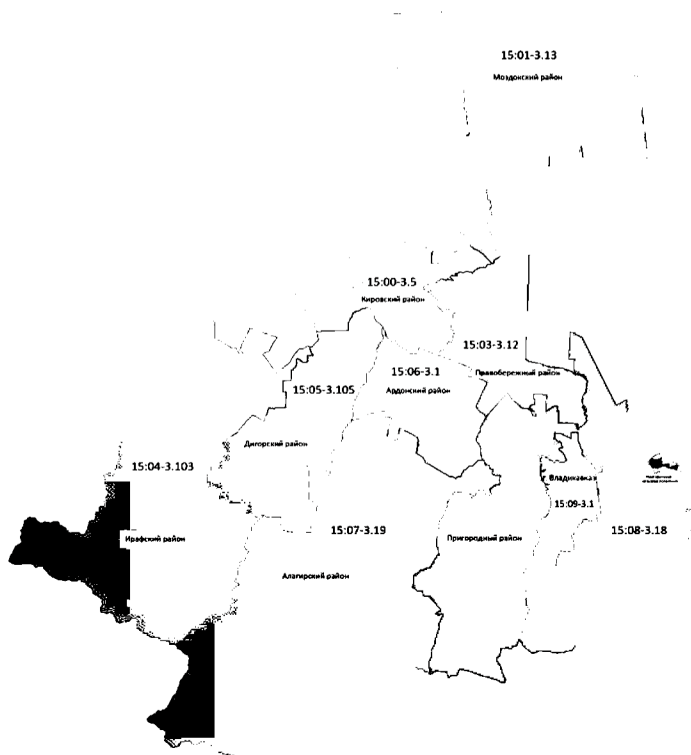 15:01-3.13
Моздокский район
15:00-3.5
Кировский район
15:03-3.12
Правобережный район
15:06-3.1
Ардонский район
15:05-3.105
Дигорский район
15:04-3.103
Владикавказ
15:09-3.1
15:08-3.18
15:07-3.19
Ирафский район
Пригородный район
Алагирский район